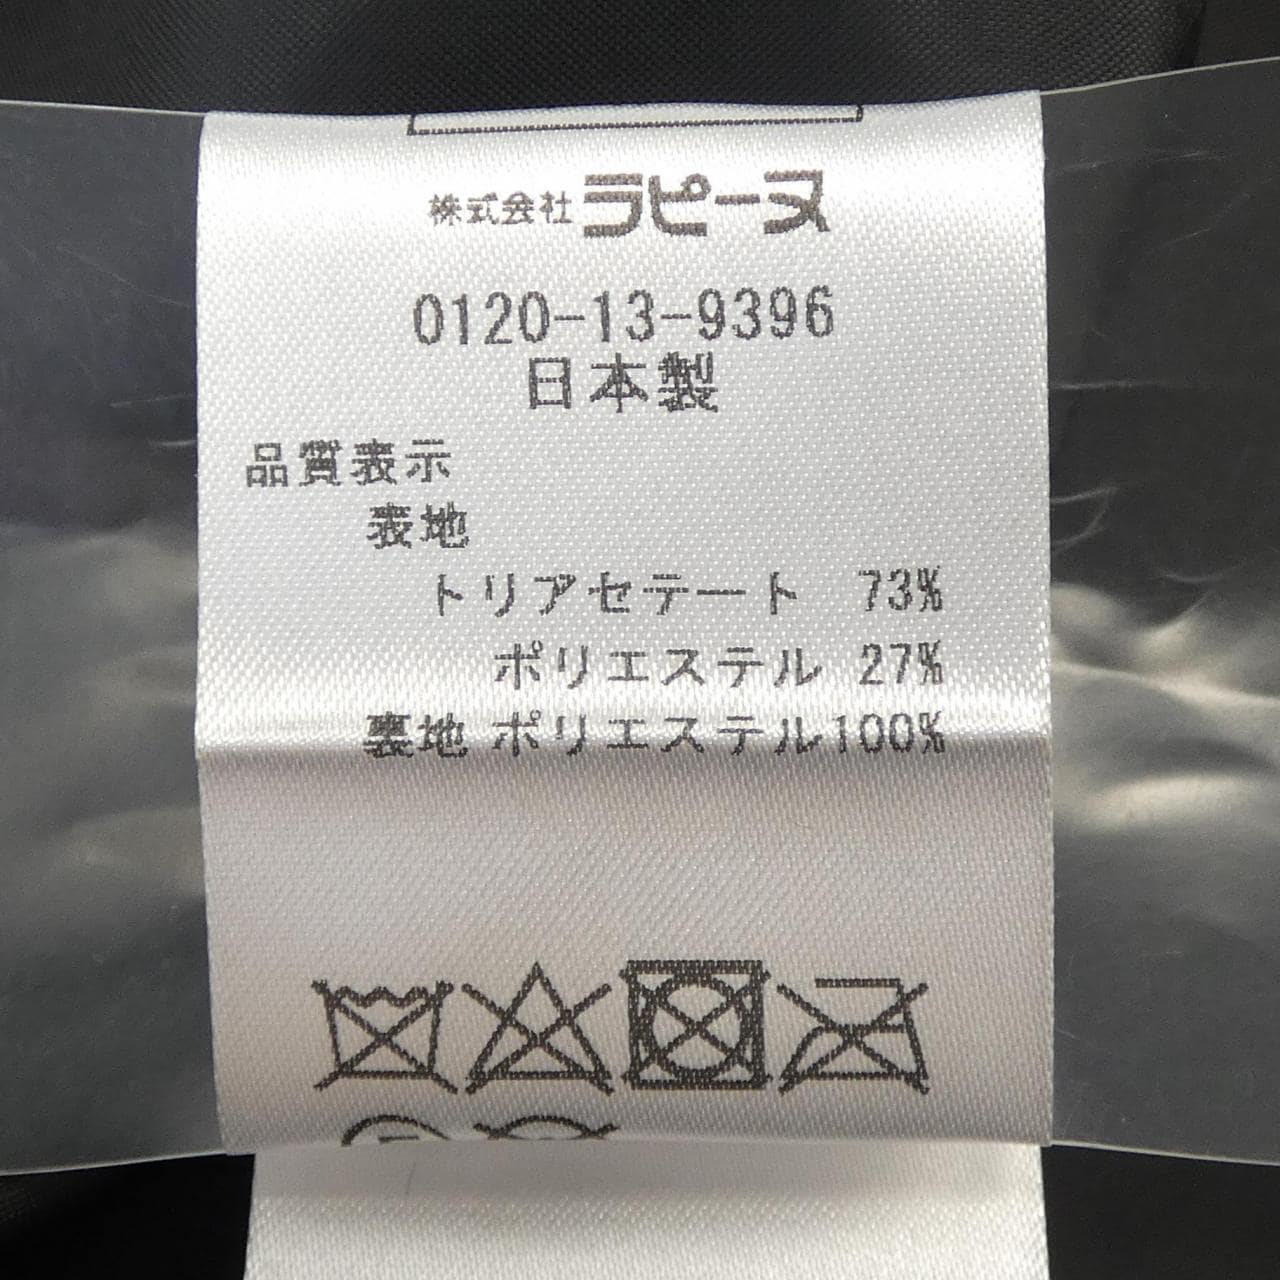 株式会社ラピーヌ
0120-13-9396
日本製
品質表示
表地
トリアセテート 73%
ポリエステル 27%
裏地 ポリエステル100%